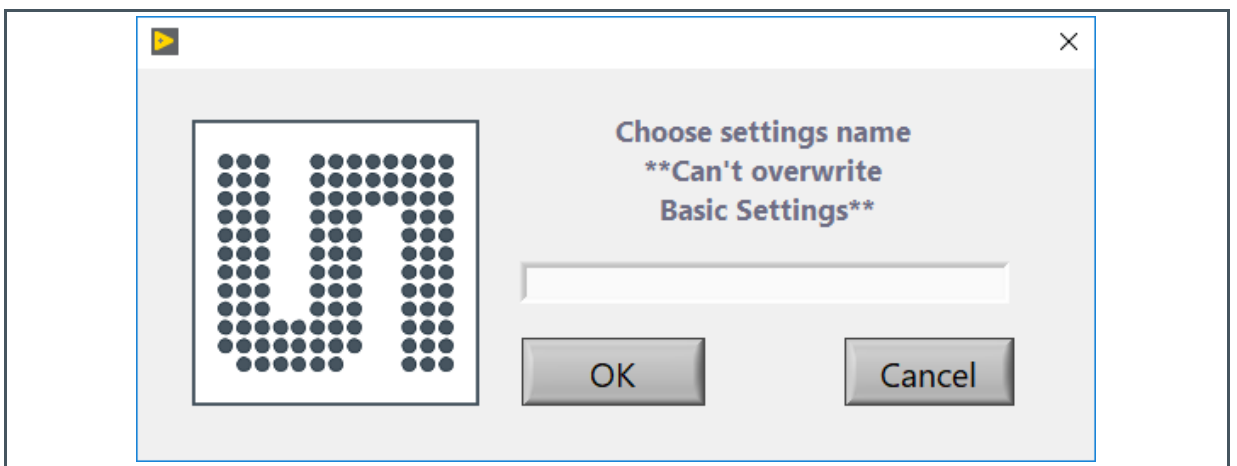 Choose settings name
**Can't overwrite
Basic Settings**
OK
Cancel